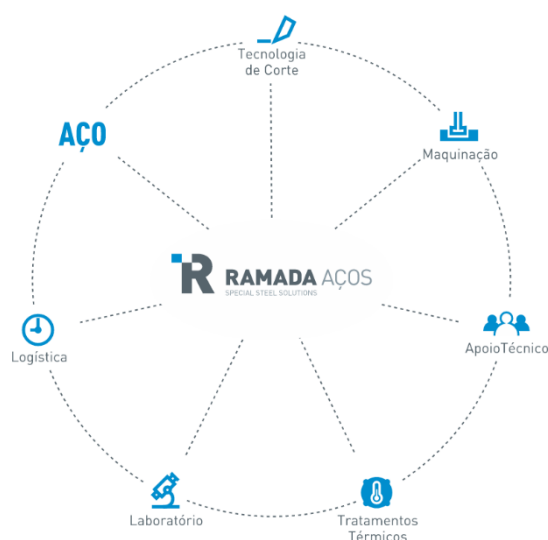 Tecnologia
de Corte
AÇO
Maquinação
RAMADA AÇOS
SPECIAL STEEL SOLUTIONS
Logística
ApoioTécnico
Laboratório
Tratamentos
Térmicos